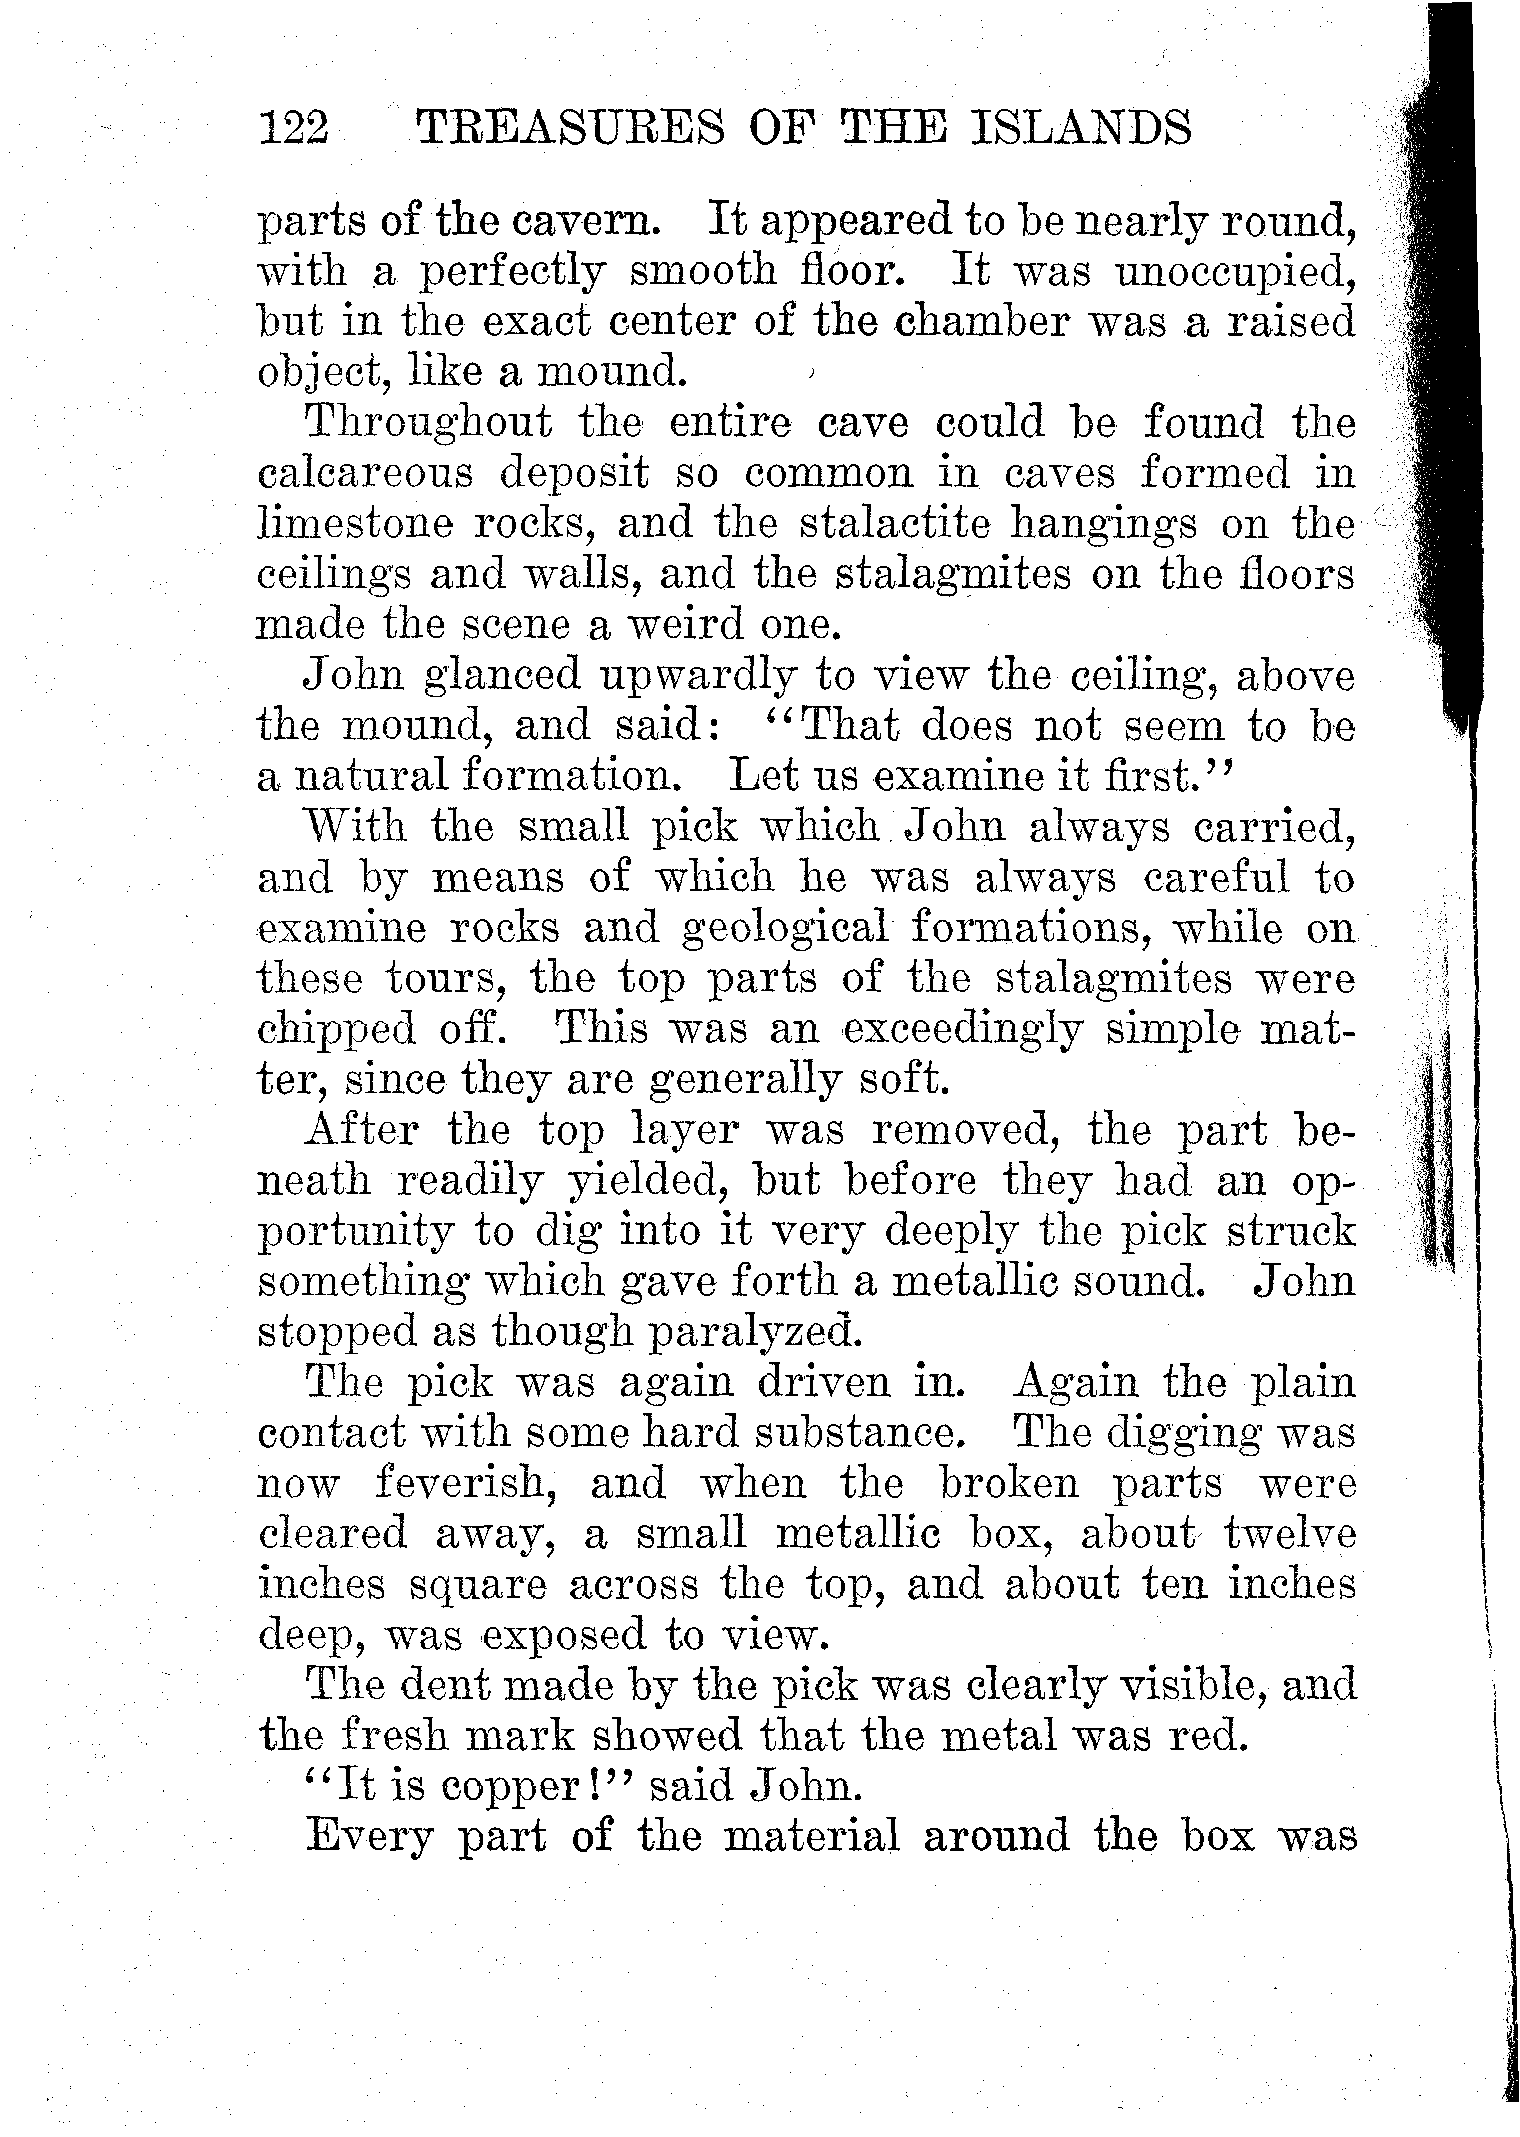 122 TREASURES OF THE ISLANDS
parts of the cavern. It appeared to be nearly round,
with a perfectly smooth floor. It was unoccupied,
but in the exact center of the chamber was a raised
object, like a mound.
Throughout the entire cave could be found the
calcareous deposit so common in caves formed in
limestone rocks, and the stalactite hangings on the
ceilings and walls, and the stalagmites on the floors
made the scene a weird one.
John glanced upwardly to view the ceiling, above
the mound, and said: "That does not seem to be
a natural formation. Let us examine it first."
With the small pick which John always carried,
and by means of which he was always careful to
examine rocks and geological formations, while on
these tours, the top parts of the stalagmites were
chipped off. This was an exceedingly simple mat-
ter, since they are generally soft.
After the top layer was removed, the part be-
neath readily yielded, but before they had an op-
portunity to dig into it very deeply the pick struck
something which gave forth a metallic sound. John
stopped as though paralyzed.
The pick was again driven in. Again the plain
contact with some hard substance. The digging was
now feverish, and when the broken parts were
cleared away, a small metallic box, about twelve
inches square across the top, and about ten inches
deep, was exposed to view.
The dent made by the pick was clearly visible, and
the fresh mark showed that the metal was red.
"It is copper!" said John.
Every part of the material around the box was